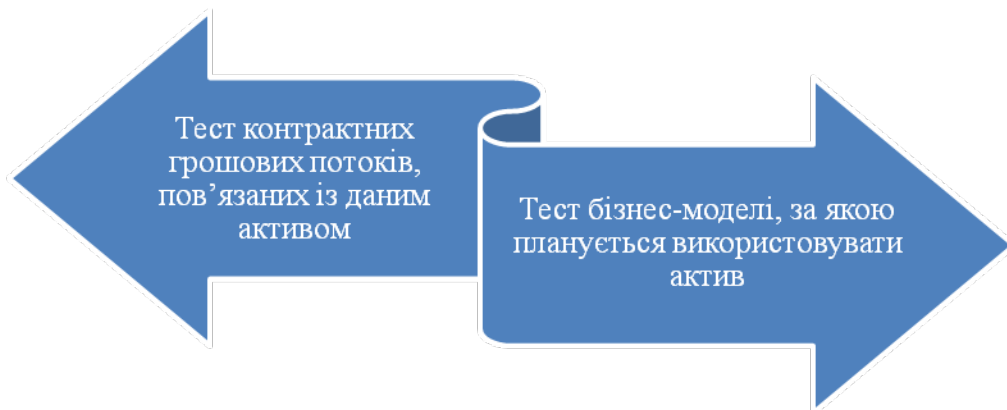 Тест контрактних
грошових потоків,
пов’язаних із даним
активом
Тест бізнес-моделі, за якою
планується використовувати
актив